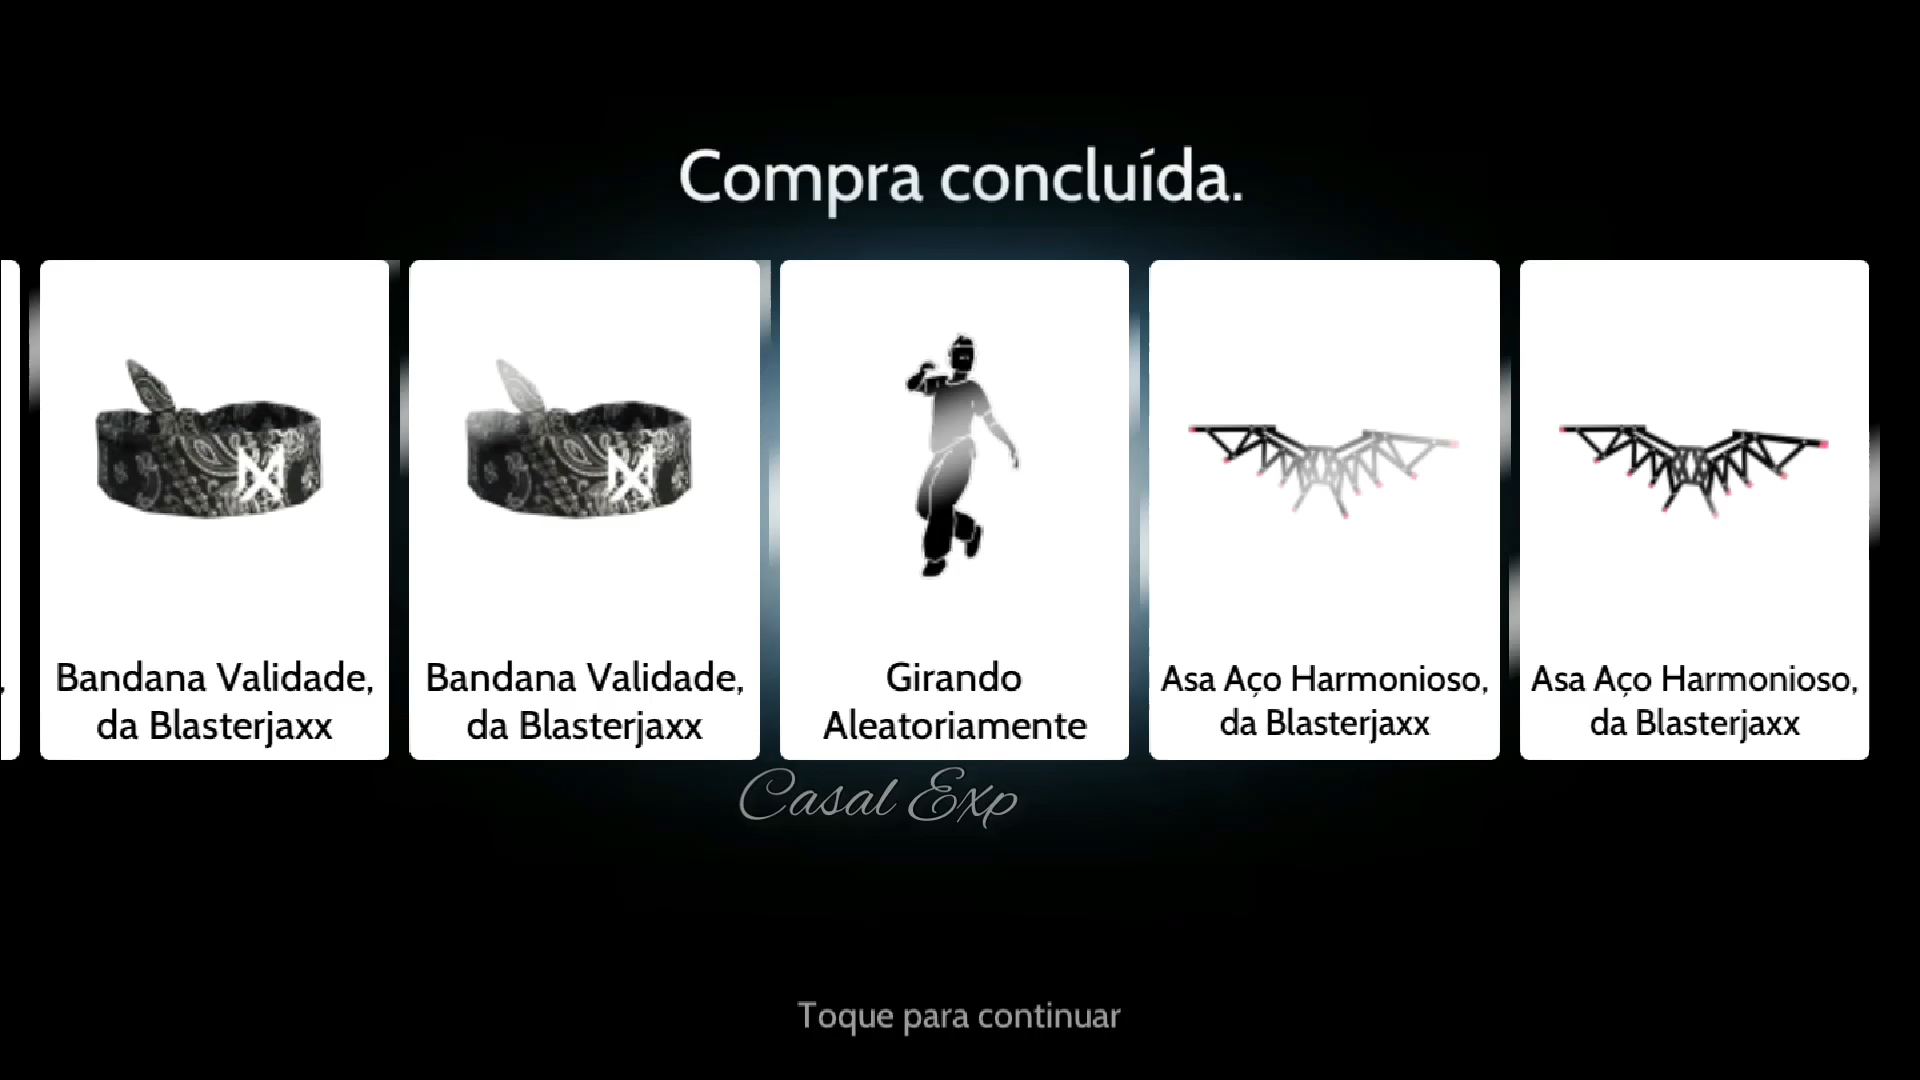 Compra concluída.
Bandana Validade,
da Blasterjaxx
Bandana Validade,
da Blasterjaxx
Girando
Aleatoriamente
Asa Aço Harmonioso,
da Blasterjaxx
Asa Aço Harmonioso,
da Blasterjaxx
Casal Exp
Toque para continuar